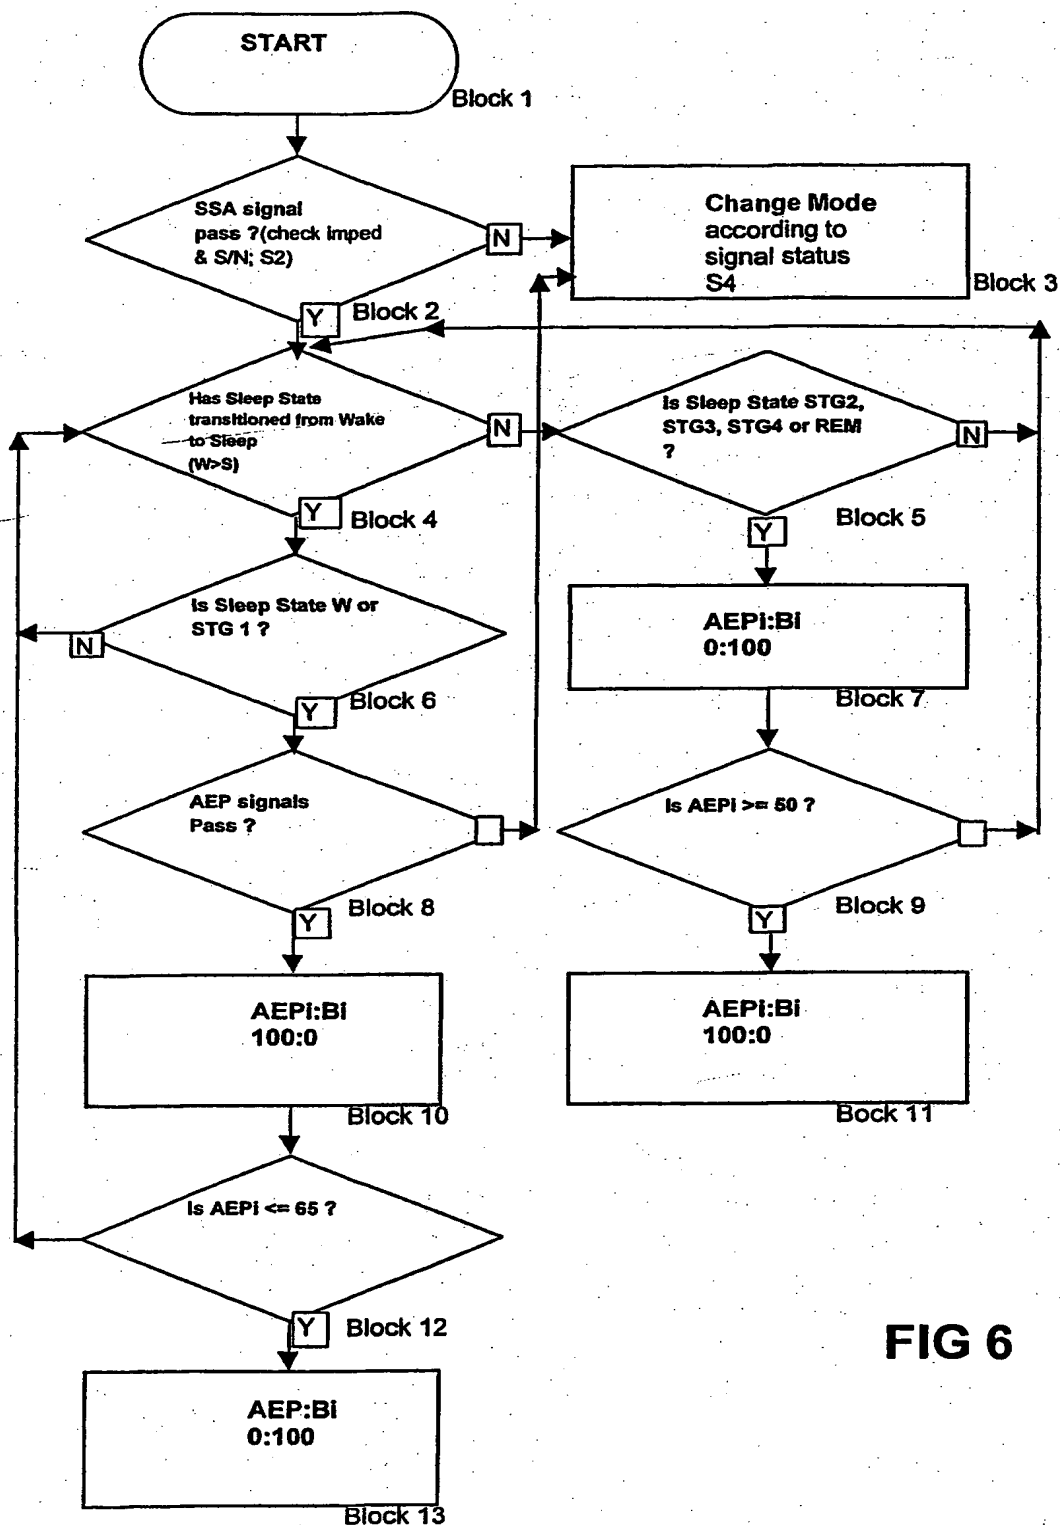 START
Block 1
SSA signal
pass ?(check imped
& S/N; S2)
N
Change Mode
according to
signal status
S4
Block 3
Y
Block 2
Has Sleep State
transitioned from Wake
to Sleep
(W>S)
N
Is Sleep State STG2,
STG3, STG4 or REM
?
N
Y
Block 4
Y
Block 5
Is Sleep State W or
STG 1 ?
N
AEPi:Bi
0:100
Y
Block 6
Block 7
AEP signals
Pass ?
Is AEPi >= 50 ?
Y
Block 8
Y
Block 9
AEPi:Bi
100:0
Block 10
AEPi:Bi
100:0
Bock 11
Is AEPi <= 65 ?
Y
Block 12
FIG 6
AEP:Bi
0:100
Block 13